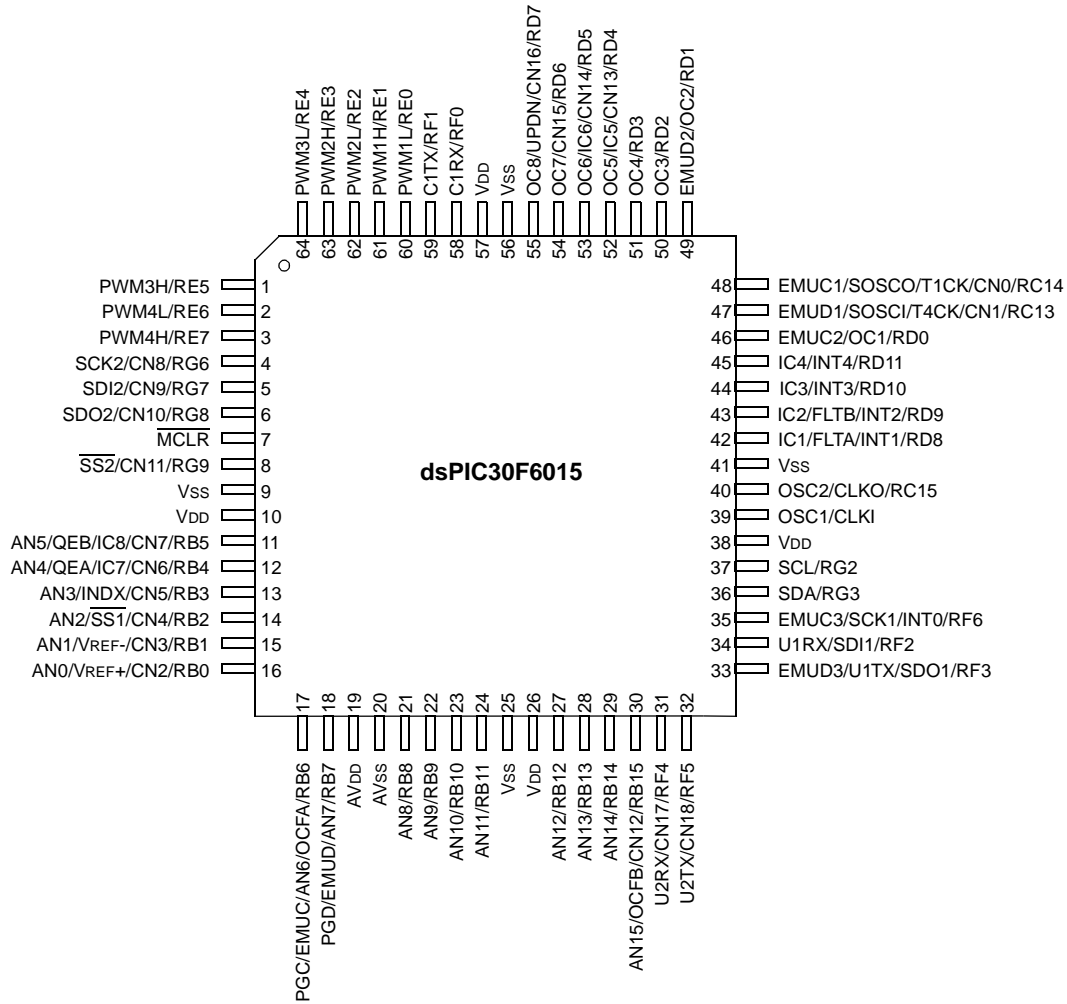 PWM3L/RE4
PWM2H/RE3
PWM2L/RE2
PWM1H/RE1
PWM1L/RE0
C1TX/RF1
C1RX/RF0
VDD
VSS
OC8/UPDN/CN16/RD7
OC7/CN15/RD6
OC6/IC6/CN14/RD5
OC5/IC5/CN13/RD4
OC4/RD3
OC3/RD2
EMUD2/OC2/RD1
64 63 62 61 60 59 58 57 56 55 54 53 52 51 50 49
PWM3H/RE5 1
PWM4L/RE6 2
PWM4H/RE7 3
SCK2/CN8/RG6 4
SDI2/CN9/RG7 5
SDO2/CN10/RG8 6
MCLR 7
SS2/CN11/RG9 8
VSS 9
VDD 10
AN5/QEB/IC8/CN7/RB5 11
AN4/QEA/IC7/CN6/RB4 12
AN3/INDX/CN5/RB3 13
AN2/SS1/CN4/RB2 14
AN1/VREF-/CN3/RB1 15
AN0/VREF+/CN2/RB0 16
dsPIC30F6015
48 EMUC1/SOSCO/T1CK/CN0/RC14
47 EMUD1/SOSCI/T4CK/CN1/RC13
46 EMUC2/OC1/RD0
45 IC4/INT4/RD11
44 IC3/INT3/RD10
43 IC2/FLTB/INT2/RD9
42 IC1/FLTA/INT1/RD8
41 VSS
40 OSC2/CLKO/RC15
39 OSC1/CLKI
38 VDD
37 SCL/RG2
36 SDA/RG3
35 EMUC3/SCK1/INT0/RF6
34 U1RX/SDI1/RF2
33 EMUD3/U1TX/SDO1/RF3
17 18 19 20 21 22 23 24 25 26 27 28 29 30 31 32
PGC/EMUC/AN6/OCFA/RB6
PGD/EMUD/AN7/RB7
AVDD
AVSS
AN8/RB8
AN9/RB9
AN10/RB10
AN11/RB11
VSS
VDD
AN12/RB12
AN13/RB13
AN14/RB14
AN15/OCFB/CN12/RB15
U2RX/CN17/RF4
U2TX/CN18/RF5